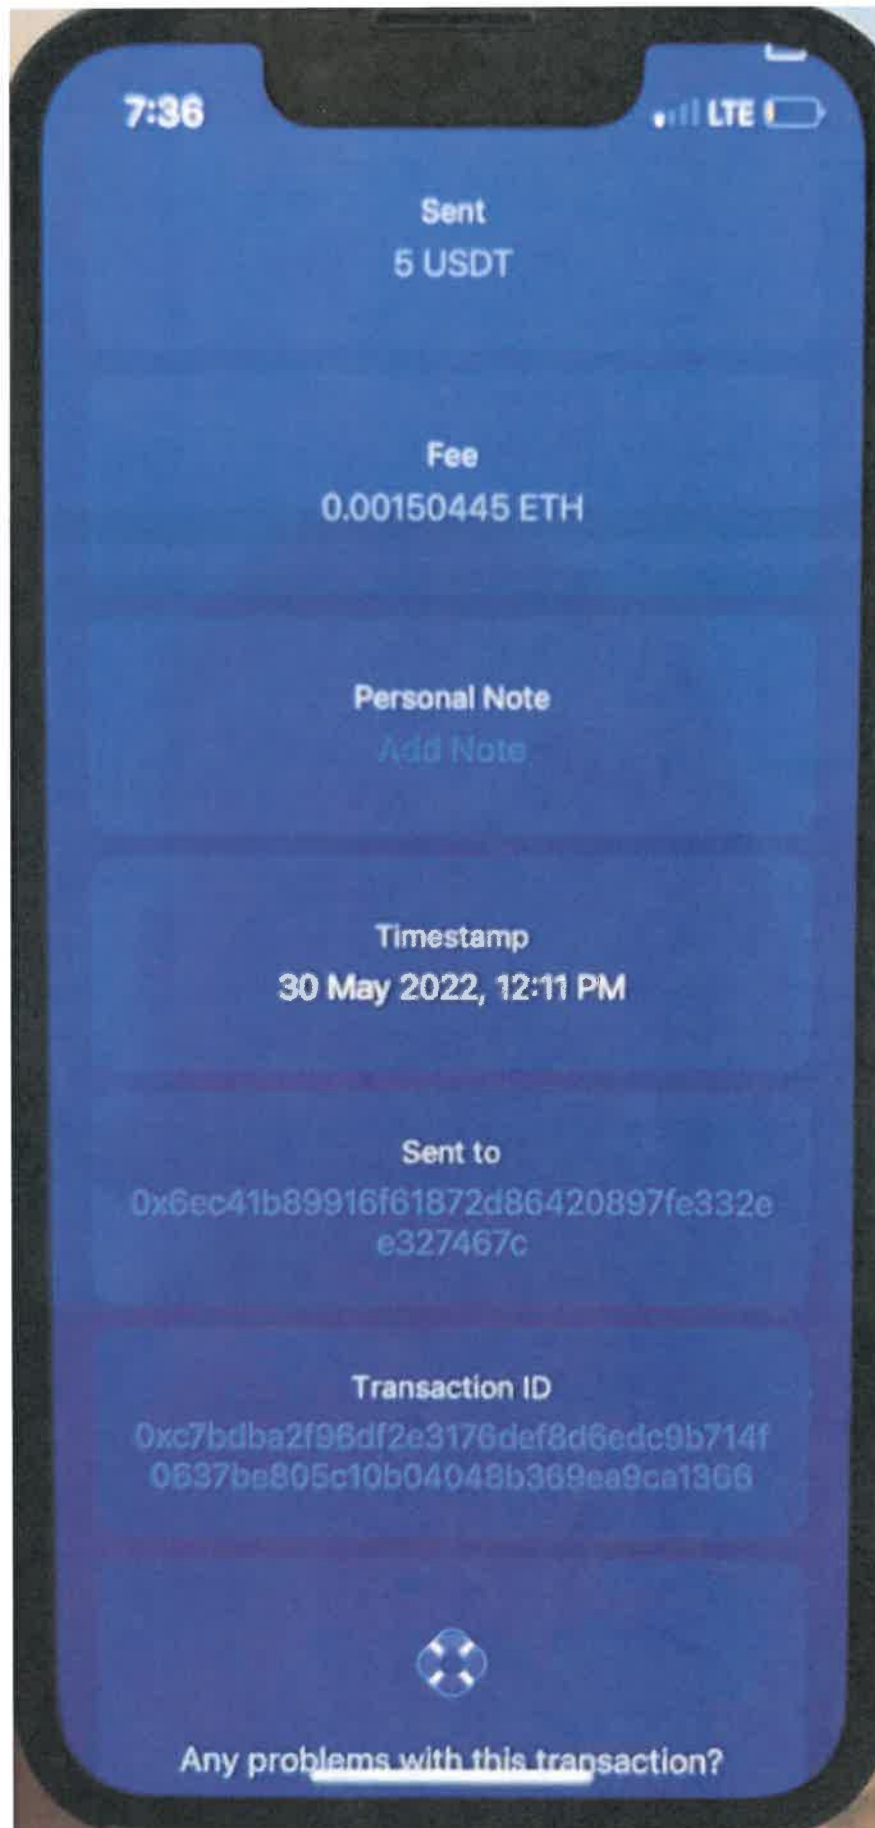 7:36
LTE
Sent
5 USDT
Fee
0.00150445 ETH
Personal Note
Add Note
Timestamp
30 May 2022, 12:11 PM
Sent to
0x6ec41b89916f61872d86420897fe332e
e327467c
Transaction ID
0xc7bdba2f96df2e3176def8d6edc9b714f
0637be805c10b04048b369ea9ca1366
Any problems with this transaction?